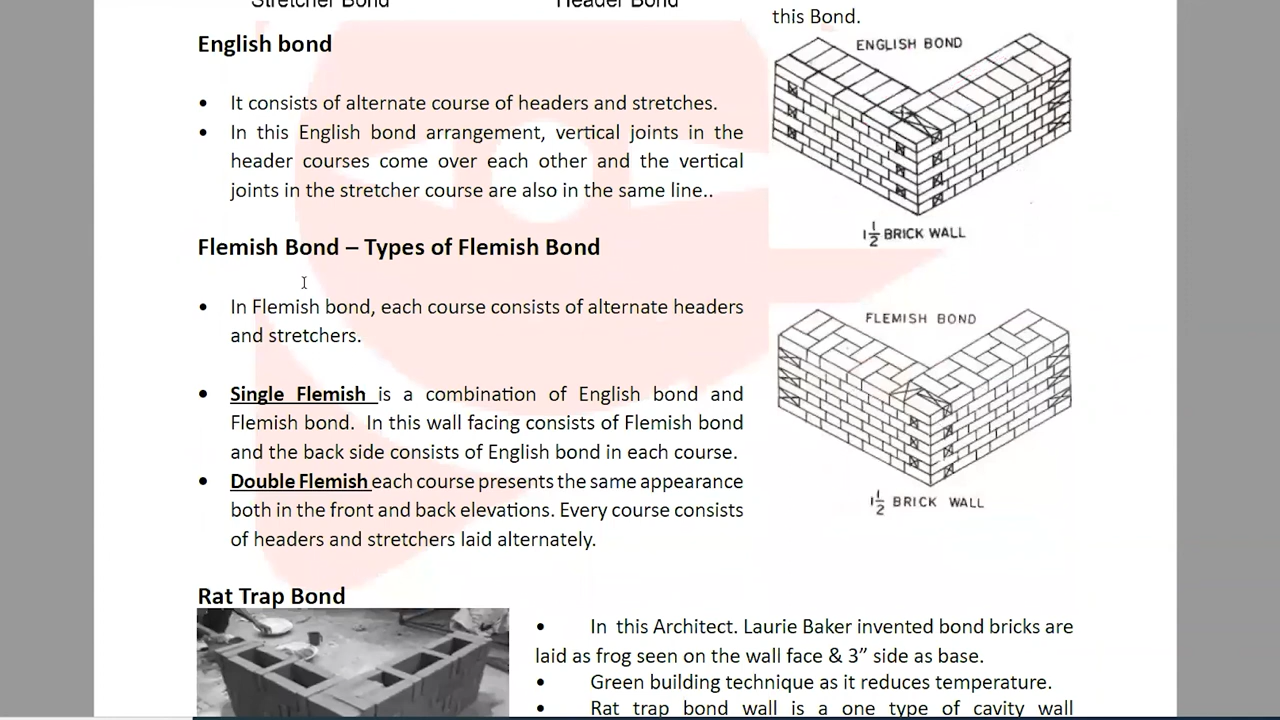 Stretcher Bond
Header Bond
this Bond.
English bond
• It consists of alternate course of headers and stretches.
• In this English bond arrangement, vertical joints in the
header courses come over each other and the vertical
joints in the stretcher course are also in the same line..
ENGLISH BOND
1 1/2 BRICK WALL
Flemish Bond – Types of Flemish Bond
• In Flemish bond, each course consists of alternate headers
and stretchers.
• Single Flemish is a combination of English bond and
Flemish bond. In this wall facing consists of Flemish bond
and the back side consists of English bond in each course.
• Double Flemish each course presents the same appearance
both in the front and back elevations. Every course consists
of headers and stretchers laid alternately.
FLEMISH BOND
1 1/2 BRICK WALL
Rat Trap Bond
• In this Architect. Laurie Baker invented bond bricks are
laid as frog seen on the wall face & 3” side as base.
• Green building technique as it reduces temperature.
• Rat trap bond wall is a one type of cavity wall